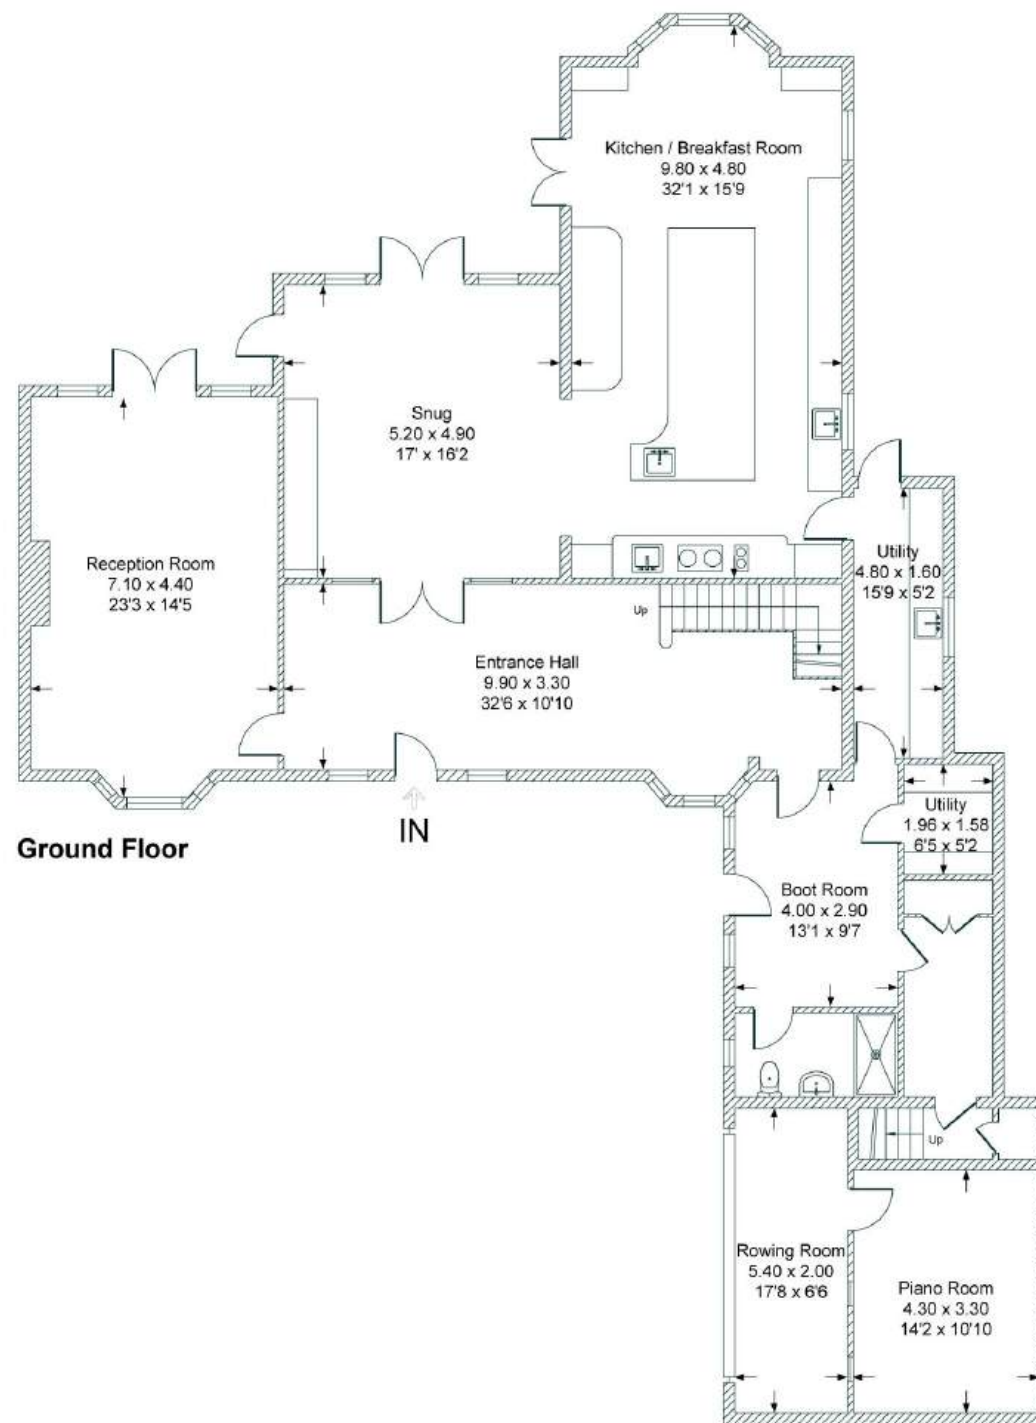 Kitchen / Breakfast Room
9.80 x 4.80
32'1 x 15'9
Snug
5.20 x 4.90
17' x 16'2
Reception Room
7.10 x 4.40
23'3 x 14'5
Utility
4.80 x 1.60
15'9 x 5'2
Up
Entrance Hall
9.90 x 3.30
32'6 x 10'10
Utility
1.96 x 1.58
6'5 x 5'2
IN
Ground Floor
Boot Room
4.00 x 2.90
13'1 x 9'7
Up
Rowing Room
5.40 x 2.00
17'8 x 6'6
Piano Room
4.30 x 3.30
14'2 x 10'10